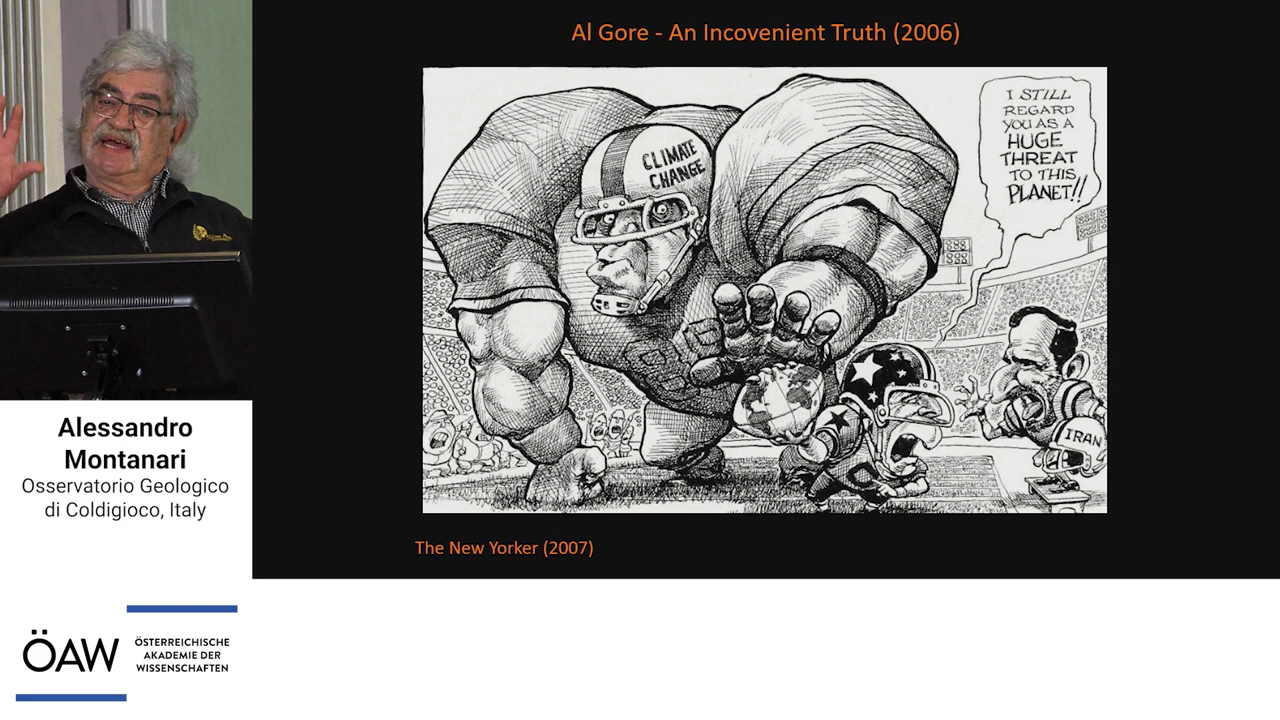 Al Gore - An Incovenient Truth (2006)
CLIMATE
CHANGE
I STILL
REGARD
YOU AS A
HUGE
THREAT
TO THIS
PLANET!!
IRAN
The New Yorker (2007)
Alessandro
Montanari
Osservatorio Geologico
di Coldigioco, Italy
ÖAW
ÖSTERREICHISCHE
AKADEMIE DER
WISSENSCHAFTEN